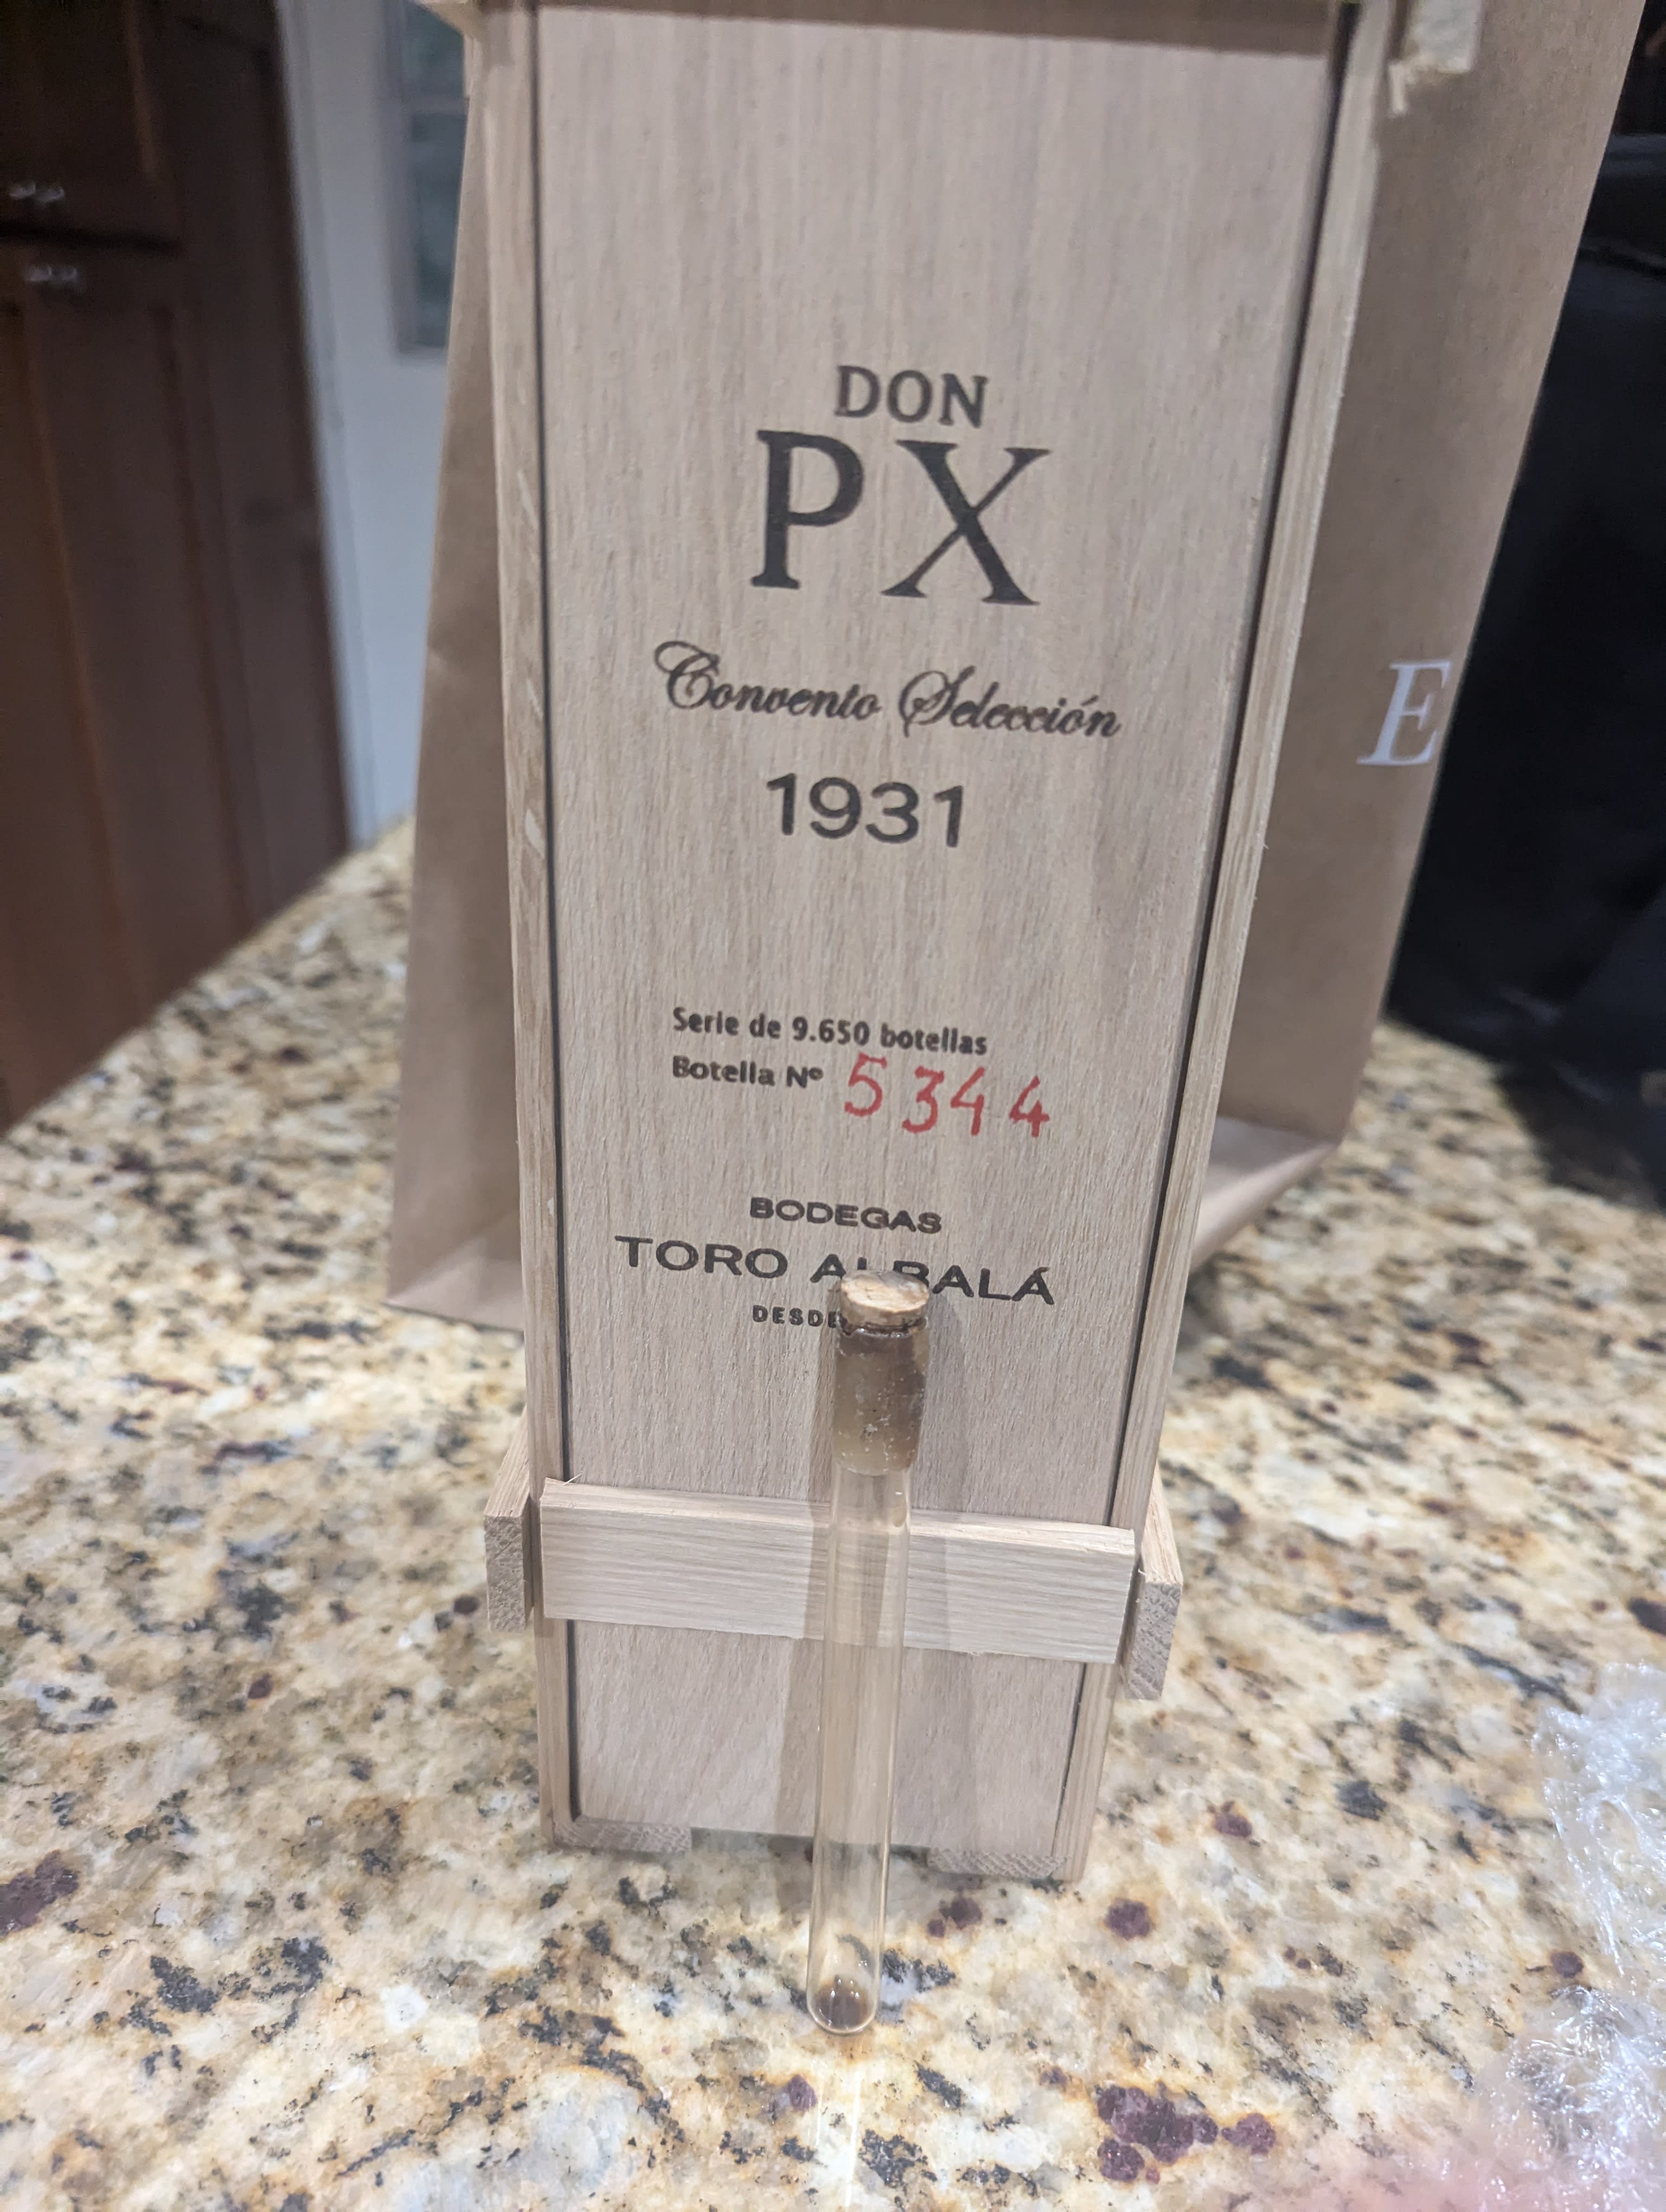 DON
PX
Convento Selección
1931
Serie de 9.650 botellas
Botella Nº 5344
BODEGAS
TORO ALBALÁ
DESDE
E